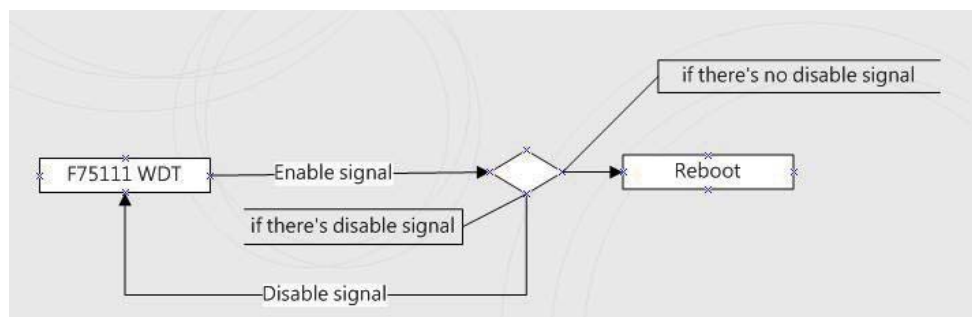 if there's no disable signal
F75111 WDT
Enable signal
Reboot
if there's disable signal
Disable signal